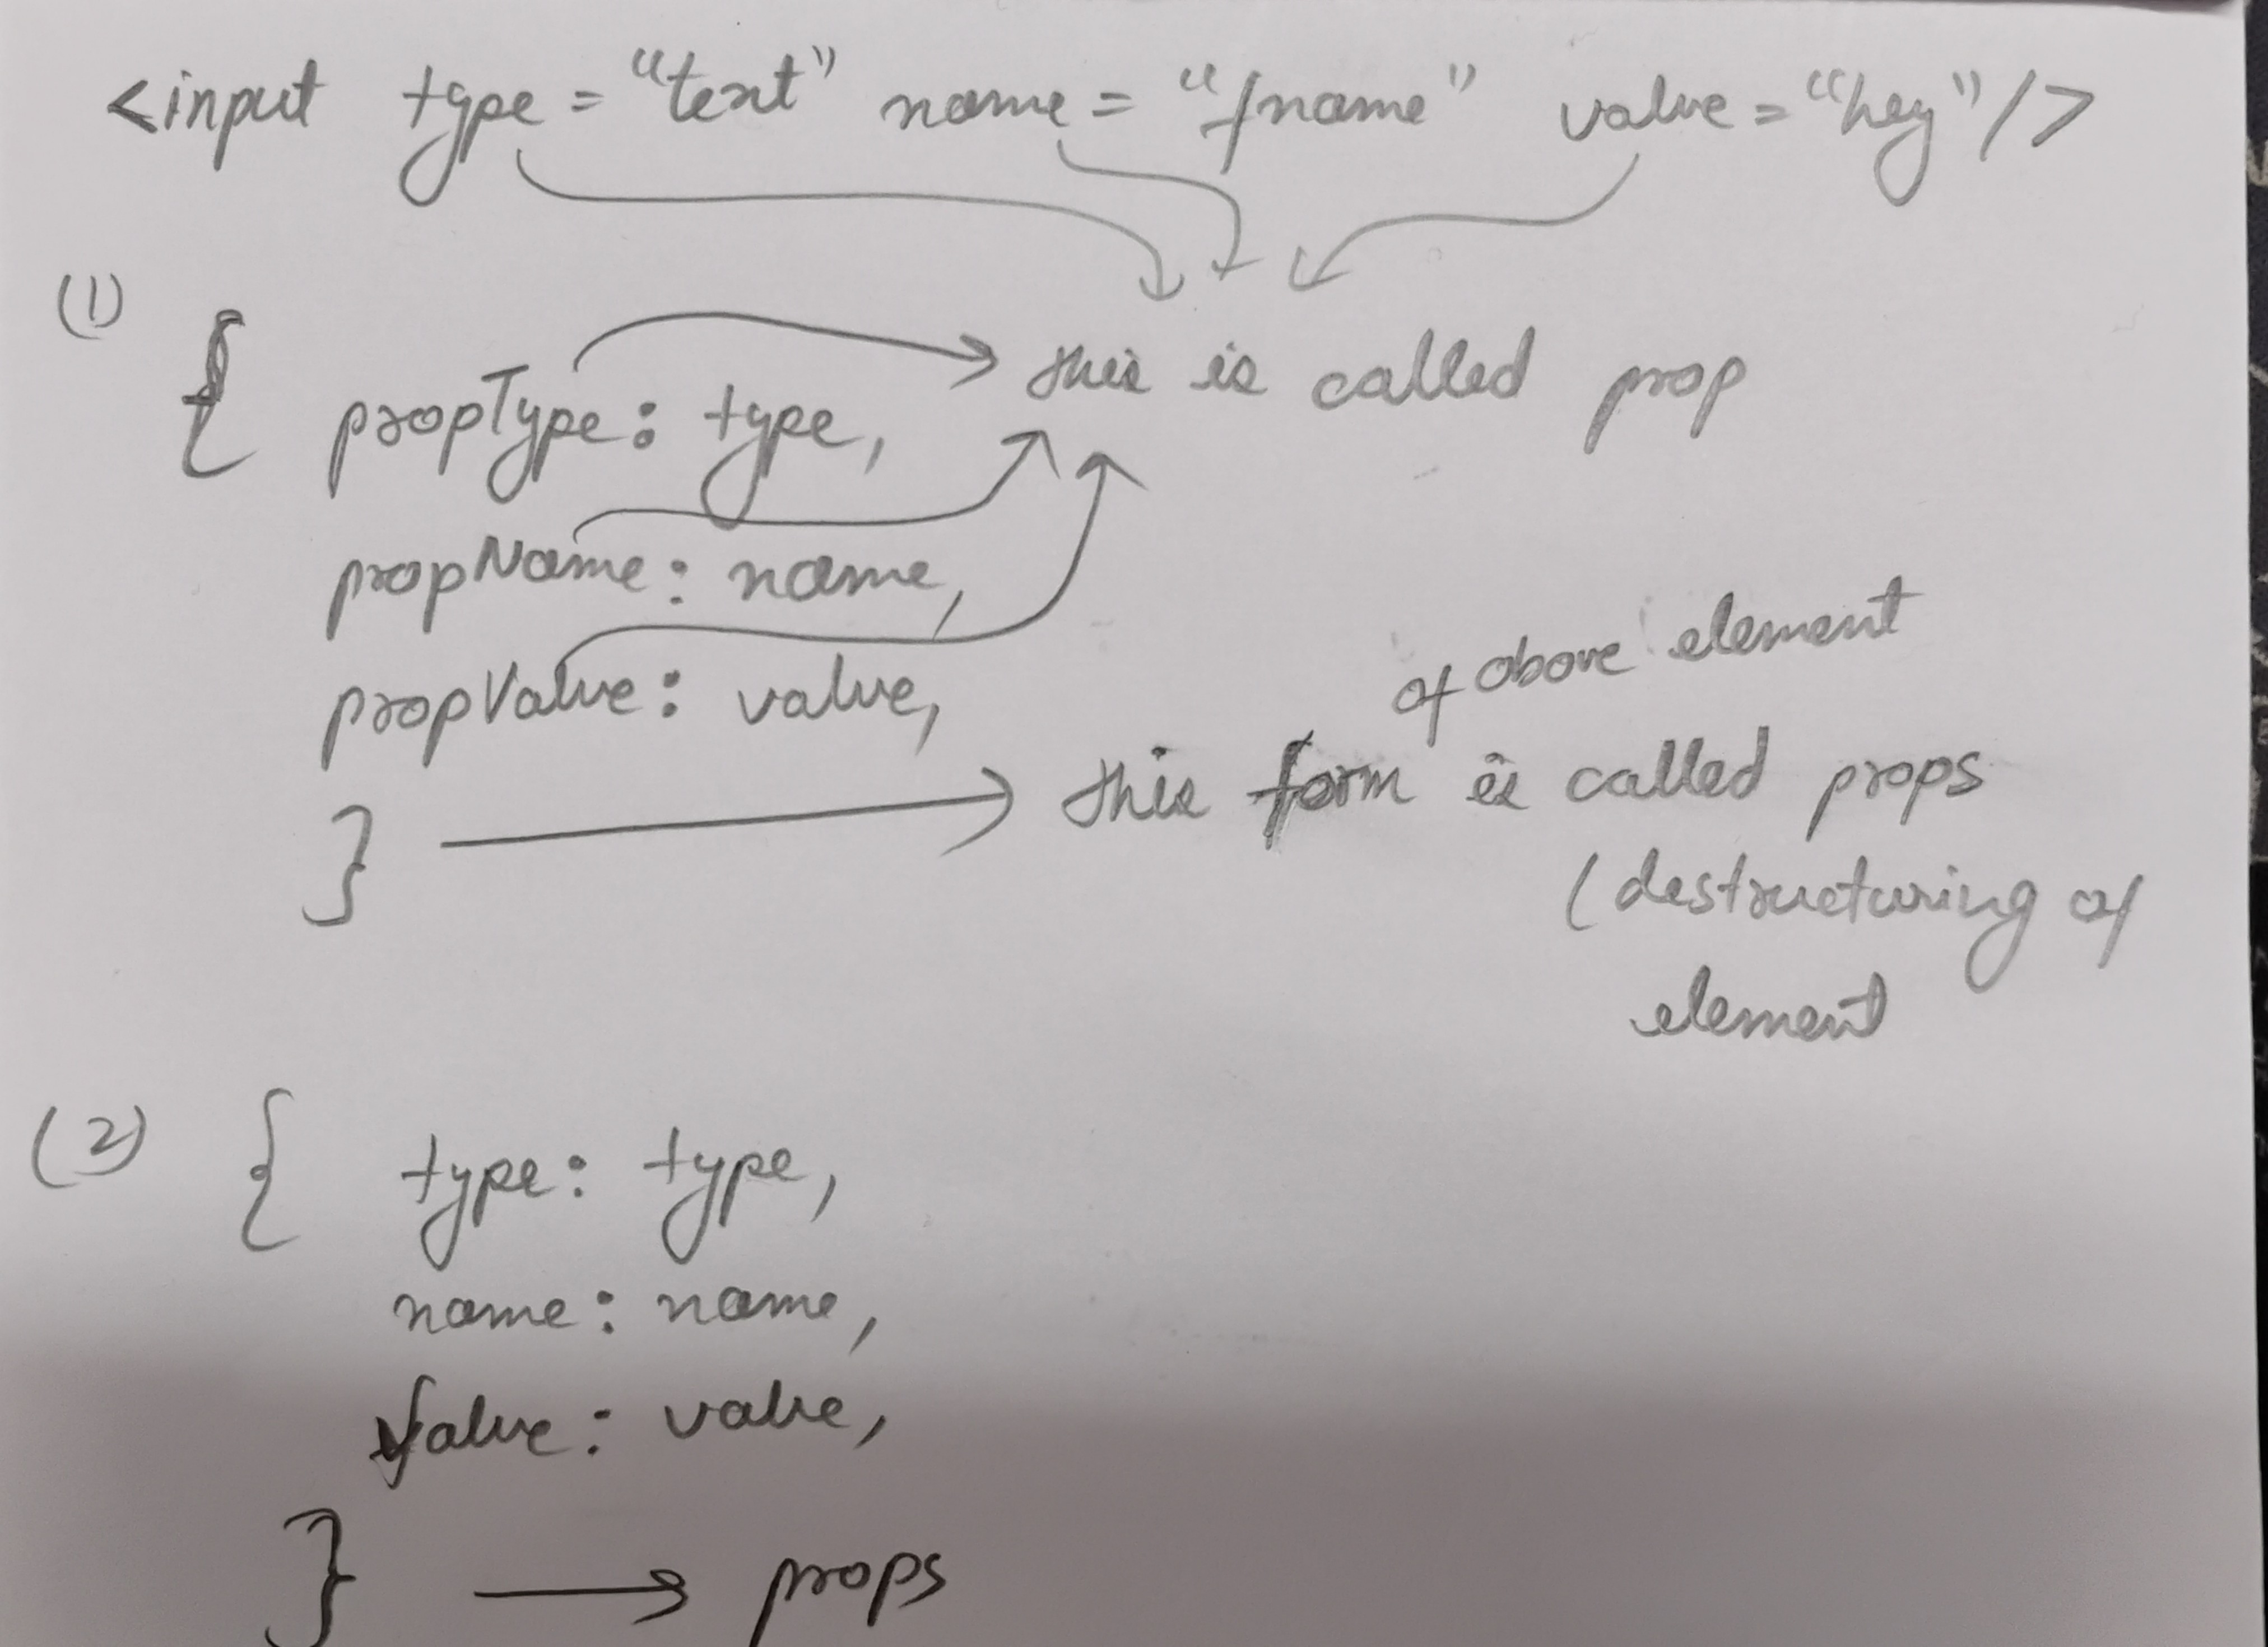 <input type = "text" name = "fname" value = "hey" />
(1)
{ propType: type,
this is called prop
propName: name,
propValue: value,
of above element
} → this form is called props
(destructuring of
element
(2) { type: type,
name: name,
value: value,
} → props